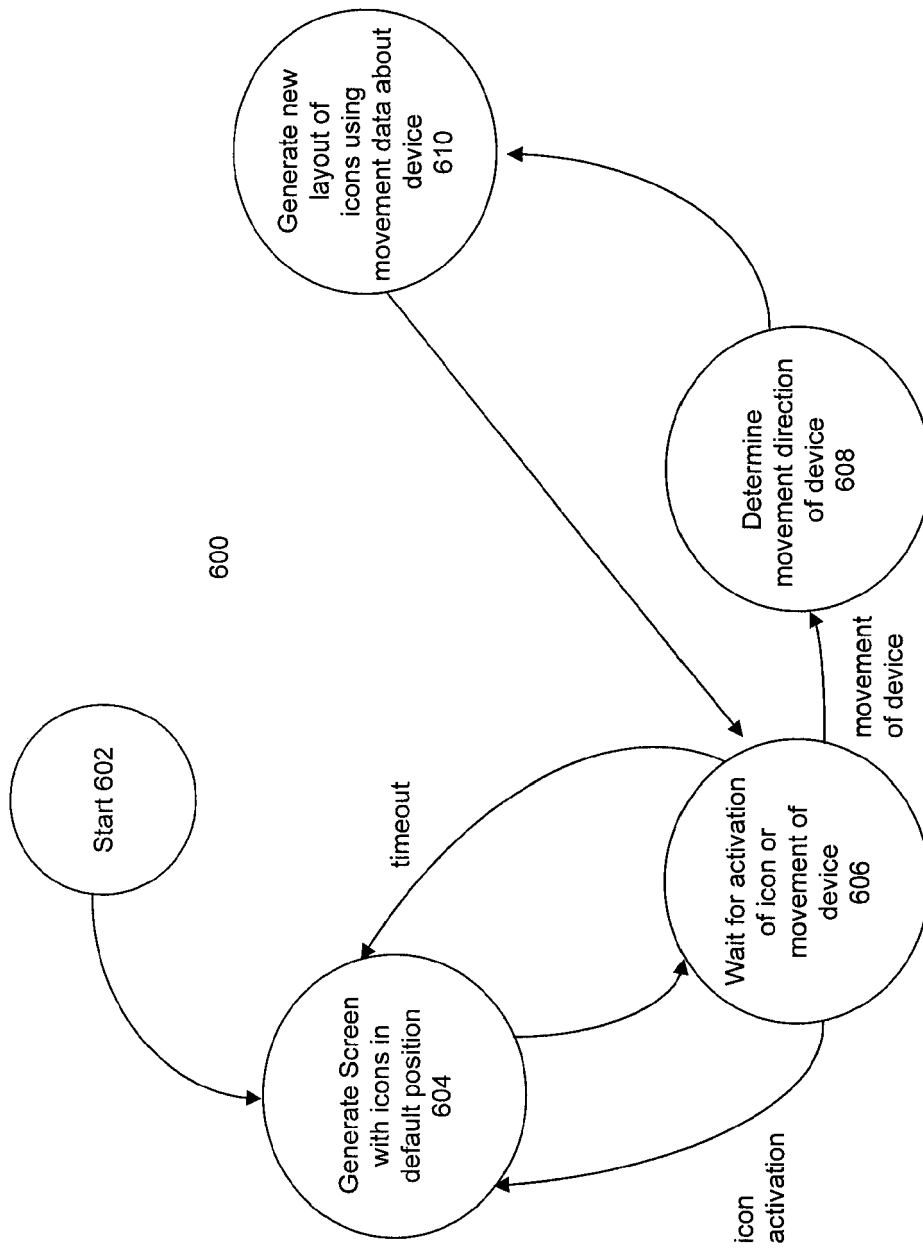 600
Start 602
Generate Screen
with icons in
default position
604
timeout
icon
activation
Wait for activation
of icon or
movement of
device
606
movement
of device
Determine
movement direction
of device
608
Generate new
layout of
icons using
movement data about
device
610